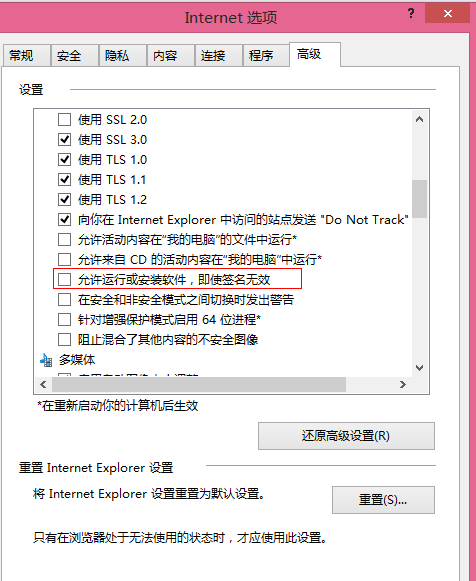 Internet 选项
?
常规 安全 隐私 内容 连接 程序 高级
设置
使用 SSL 2.0
使用 SSL 3.0
使用 TLS 1.0
使用 TLS 1.1
使用 TLS 1.2
向你在 Internet Explorer 中访问的站点发送 "Do Not Track"
允许活动内容在"我的电脑"的文件中运行*
允许来自 CD 的活动内容在"我的电脑"中运行*
允许运行或安装软件，即使签名无效
在安全和非安全模式之间切换时发出警告
针对增强保护模式启用 64 位进程*
阻止混合了其他内容的不安全图像
多媒体
*在重新启动你的计算机后生效
还原高级设置(R)
重置 Internet Explorer 设置
将 Internet Explorer 设置重置为默认设置。
重置(S)...
只有在浏览器处于无法使用的状态时，才应使用此设置。